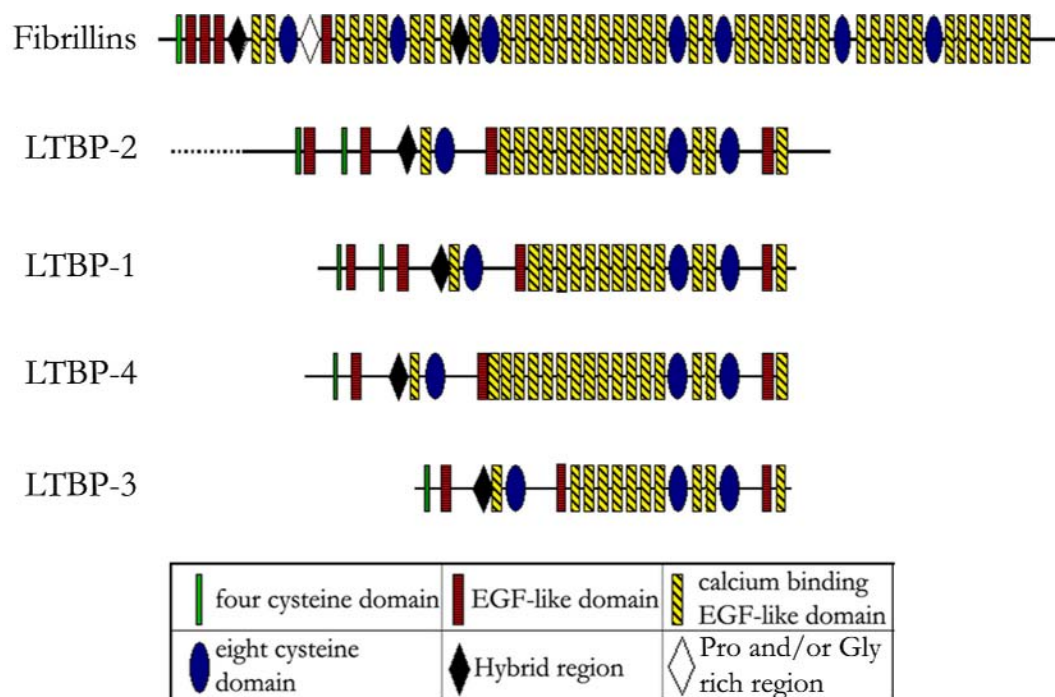 Fibrillins
LTBP-2
LTBP-1
LTBP-4
LTBP-3
four cysteine domain
EGF-like domain
calcium binding
EGF-like domain
eight cysteine
domain
Hybrid region
Pro and/or Gly
rich region